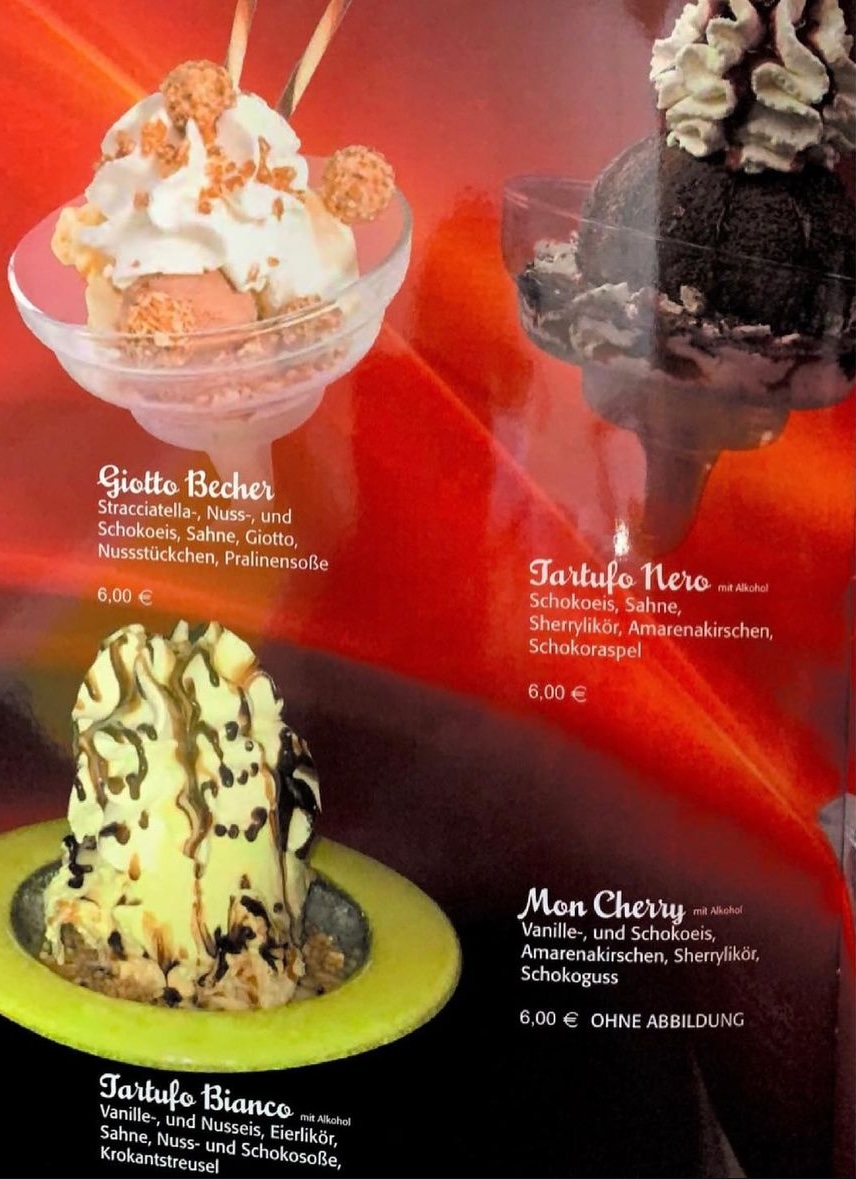 Giotto Becher
Stracciatella-, Nuss-, und
Schokoeis, Sahne, Giotto,
Nussstückchen, Pralinensoße
6,00 €
Tartufo Nero mit Alkohol
Schokoeis, Sahne,
Sherrylikör, Amarenakirschen,
Schokoraspel
6,00 €
Mon Cherry mit Alkohol
Vanille-, und Schokoeis,
Amarenakirschen, Sherrylikör,
Schokoguss
6,00 € OHNE ABBILDUNG
Tartufo Bianco mit Alkohol
Vanille-, und Nusseis, Eierlikör,
Sahne, Nuss- und Schokosoße,
Krokantstreusel